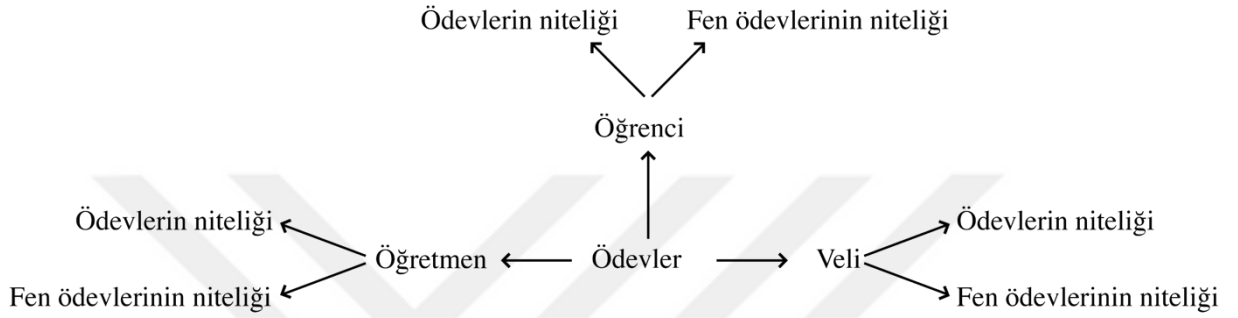 Ödevlerin niteliği Fen ödevlerinin niteliği
Öğrenci
Ödevlerin niteliği Ödevlerin niteliği
Öğretmen Ödevler Veli
Fen ödevlerinin niteliği Fen ödevlerinin niteliği